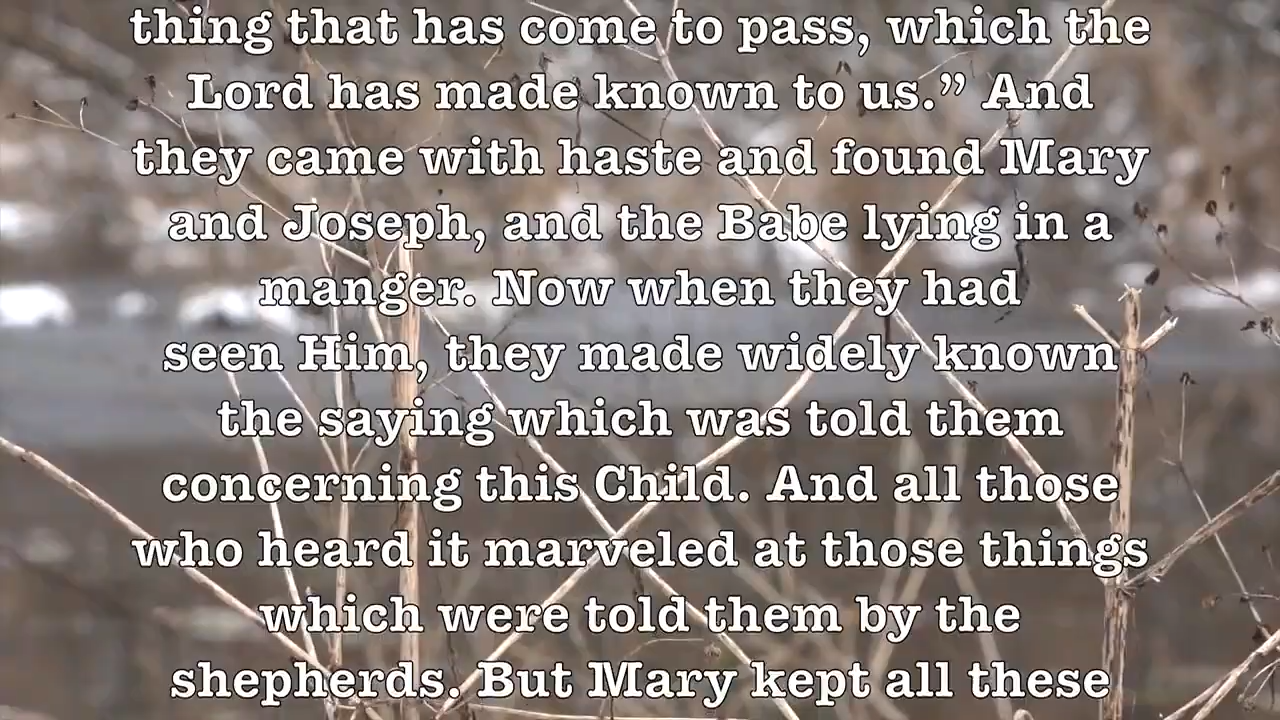 thing that has come to pass, which the
Lord has made known to us.” And
they came with haste and found Mary
and Joseph, and the Babe lying in a
manger. Now when they had
seen Him, they made widely known
the saying which was told them
concerning this Child. And all those
who heard it marveled at those things
which were told them by the
shepherds. But Mary kept all these